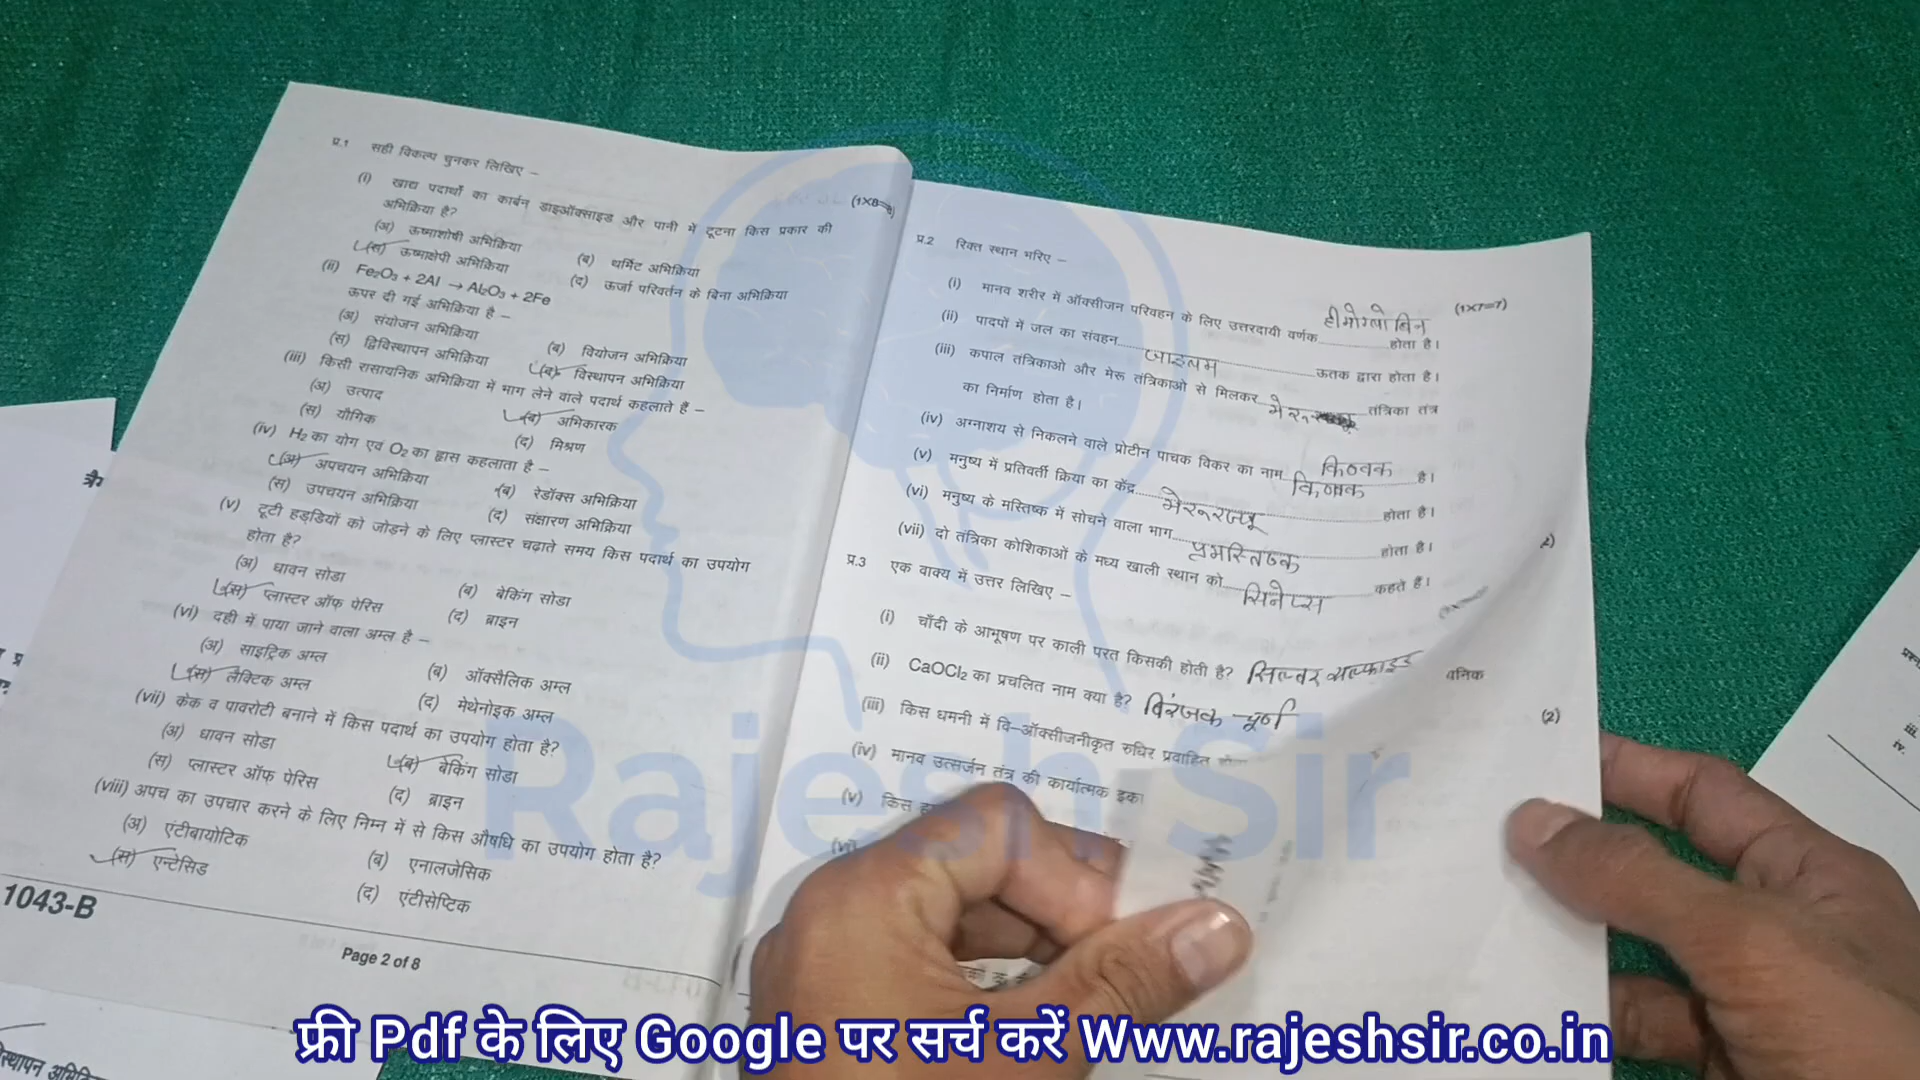 प्र.1 सही विकल्प चुनकर लिखिए – (1X8=8)
(i) खाद्य पदार्थों का कार्बन डाइऑक्साइड और पानी में टूटना किस प्रकार की
अभिक्रिया है?
(अ) ऊष्माशोषी अभिक्रिया (ब) थर्मिट अभिक्रिया
(स) ऊष्माक्षेपी अभिक्रिया (द) ऊर्जा परिवर्तन के बिना अभिक्रिया
(ii) Fe₂O₃ + 2Al → Al₂O₃ + 2Fe
ऊपर दी गई अभिक्रिया है –
(अ) संयोजन अभिक्रिया (ब) वियोजन अभिक्रिया
(स) द्विविस्थापन अभिक्रिया (द) विस्थापन अभिक्रिया
(iii) किसी रासायनिक अभिक्रिया में भाग लेने वाले पदार्थ कहलाते हैं –
(अ) उत्पाद (ब) अभिकारक
(स) यौगिक (द) मिश्रण
(iv) H₂ का योग एवं O₂ का ह्रास कहलाता है –
(अ) अपचयन अभिक्रिया (ब) रेडॉक्स अभिक्रिया
(स) उपचयन अभिक्रिया (द) संक्षारण अभिक्रिया
(v) टूटी हड्डियों को जोड़ने के लिए प्लास्टर चढ़ाते समय किस पदार्थ का उपयोग
होता है?
(अ) धावन सोडा (ब) बेकिंग सोडा
(स) प्लास्टर ऑफ़ पेरिस (द) ब्राइन
(vi) दही में पाया जाने वाला अम्ल है –
(अ) साइट्रिक अम्ल (ब) ऑक्सैलिक अम्ल
(स) लैक्टिक अम्ल (द) मेथेनोइक अम्ल
(vii) केक व पावरोटी बनाने में किस पदार्थ का उपयोग होता है?
(अ) धावन सोडा (ब) बेकिंग सोडा
(स) प्लास्टर ऑफ़ पेरिस (द) ब्राइन
(viii) अपच का उपचार करने के लिए निम्न में से किस औषधि का उपयोग होता है?
(अ) एंटीबायोटिक (ब) एनालजेसिक
(स) एन्टेसिड (द) एंटीसेप्टिक
1043-B
Page 2 of 8
प्र.2 रिक्त स्थान भरिए – (1X7=7)
(i) मानव शरीर में ऑक्सीजन परिवहन के लिए उत्तरदायी वर्णक हीमोग्लोबिन होता है।
(ii) पादपों में जल का संवहन जाइलम ऊतक द्वारा होता है।
(iii) कपाल तंत्रिकाओ और मेरू तंत्रिकाओ से मिलकर तंत्रिका तंत्र
का निर्माण होता है।
(iv) अग्नाशय से निकलने वाले प्रोटीन पाचक विकर का नाम है।
(v) मनुष्य में प्रतिवर्ती क्रिया का केंद्र मेरूरज्जू होता है।
(vi) मनुष्य के मस्तिष्क में सोचने वाला भाग प्रमस्तिष्क होता है।
(vii) दो तंत्रिका कोशिकाओं के मध्य खाली स्थान को सिनेप्स कहते हैं।
प्र.3 एक वाक्य में उत्तर लिखिए –
(i) चाँदी के आभूषण पर काली परत किसकी होती है? सिल्वर सल्फाइड
(ii) CaOCl₂ का प्रचलित नाम क्या है? विरंजक चूर्ण
(iii) किस धमनी में वि–ऑक्सीजनीकृत रुधिर प्रवाहित
(iv) मानव उत्सर्जन तंत्र की कार्यात्मक इका
(v) किस
(vi)
(2)
Rajesh Sir
फ्री Pdf के लिए Google पर सर्च करें Www.rajeshsir.co.in